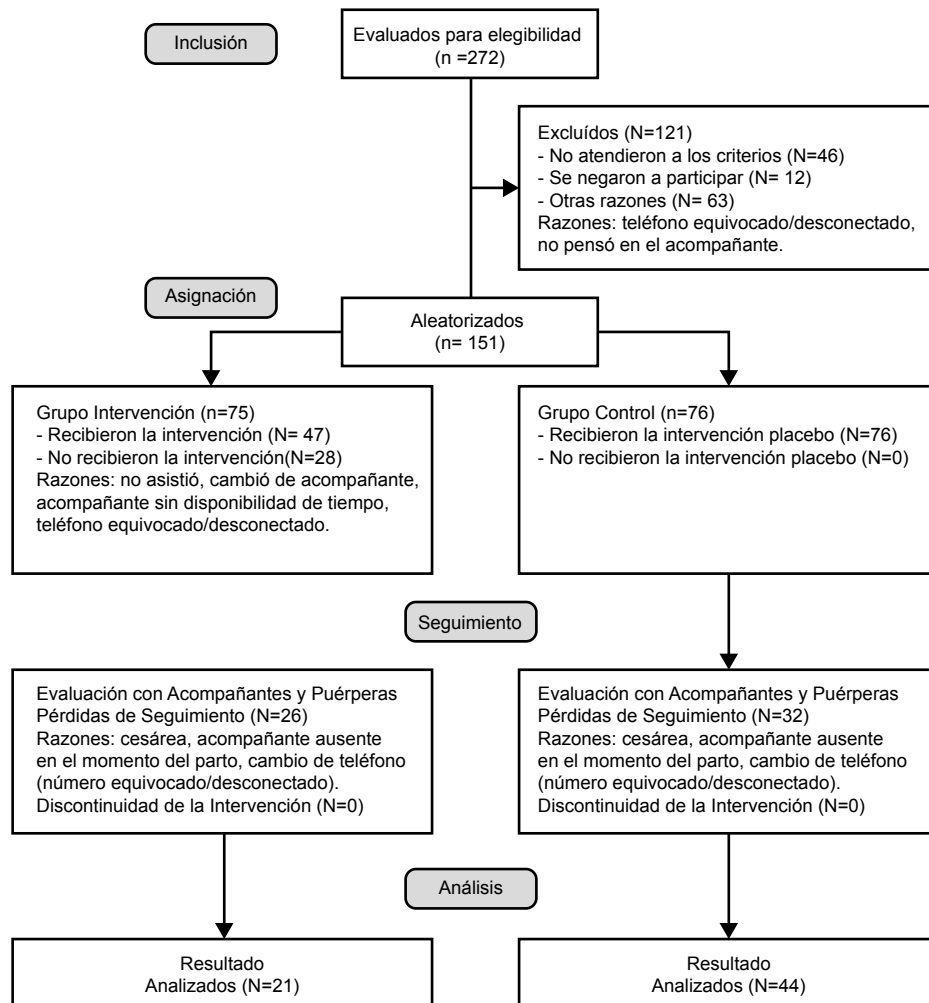 Inclusión
Evaluados para elegibilidad
(n =272)
Excluídos (N=121)
- No atendieron a los criterios (N=46)
- Se negaron a participar (N= 12)
- Otras razones (N= 63)
Razones: teléfono equivocado/desconectado,
no pensó en el acompañante.
Asignación
Aleatorizados
(n= 151)
Grupo Intervención (n=75)
- Recibieron la intervención (N= 47)
- No recibieron la intervención(N=28)
Razones: no asistió, cambió de acompañante,
acompañante sin disponibilidad de tiempo,
teléfono equivocado/desconectado.
Grupo Control (n=76)
- Recibieron la intervención placebo (N=76)
- No recibieron la intervención placebo (N=0)
Seguimiento
Evaluación con Acompañantes y Puérperas
Pérdidas de Seguimiento (N=26)
Razones: cesárea, acompañante ausente
en el momento del parto, cambio de teléfono
(número equivocado/desconectado).
Discontinuidad de la Intervención (N=0)
Evaluación con Acompañantes y Puérperas
Pérdidas de Seguimiento (N=32)
Razones: cesárea, acompañante ausente
en el momento del parto, cambio de teléfono
(número equivocado/desconectado).
Discontinuidad de la Intervención (N=0)
Análisis
Resultado
Analizados (N=21)
Resultado
Analizados (N=44)